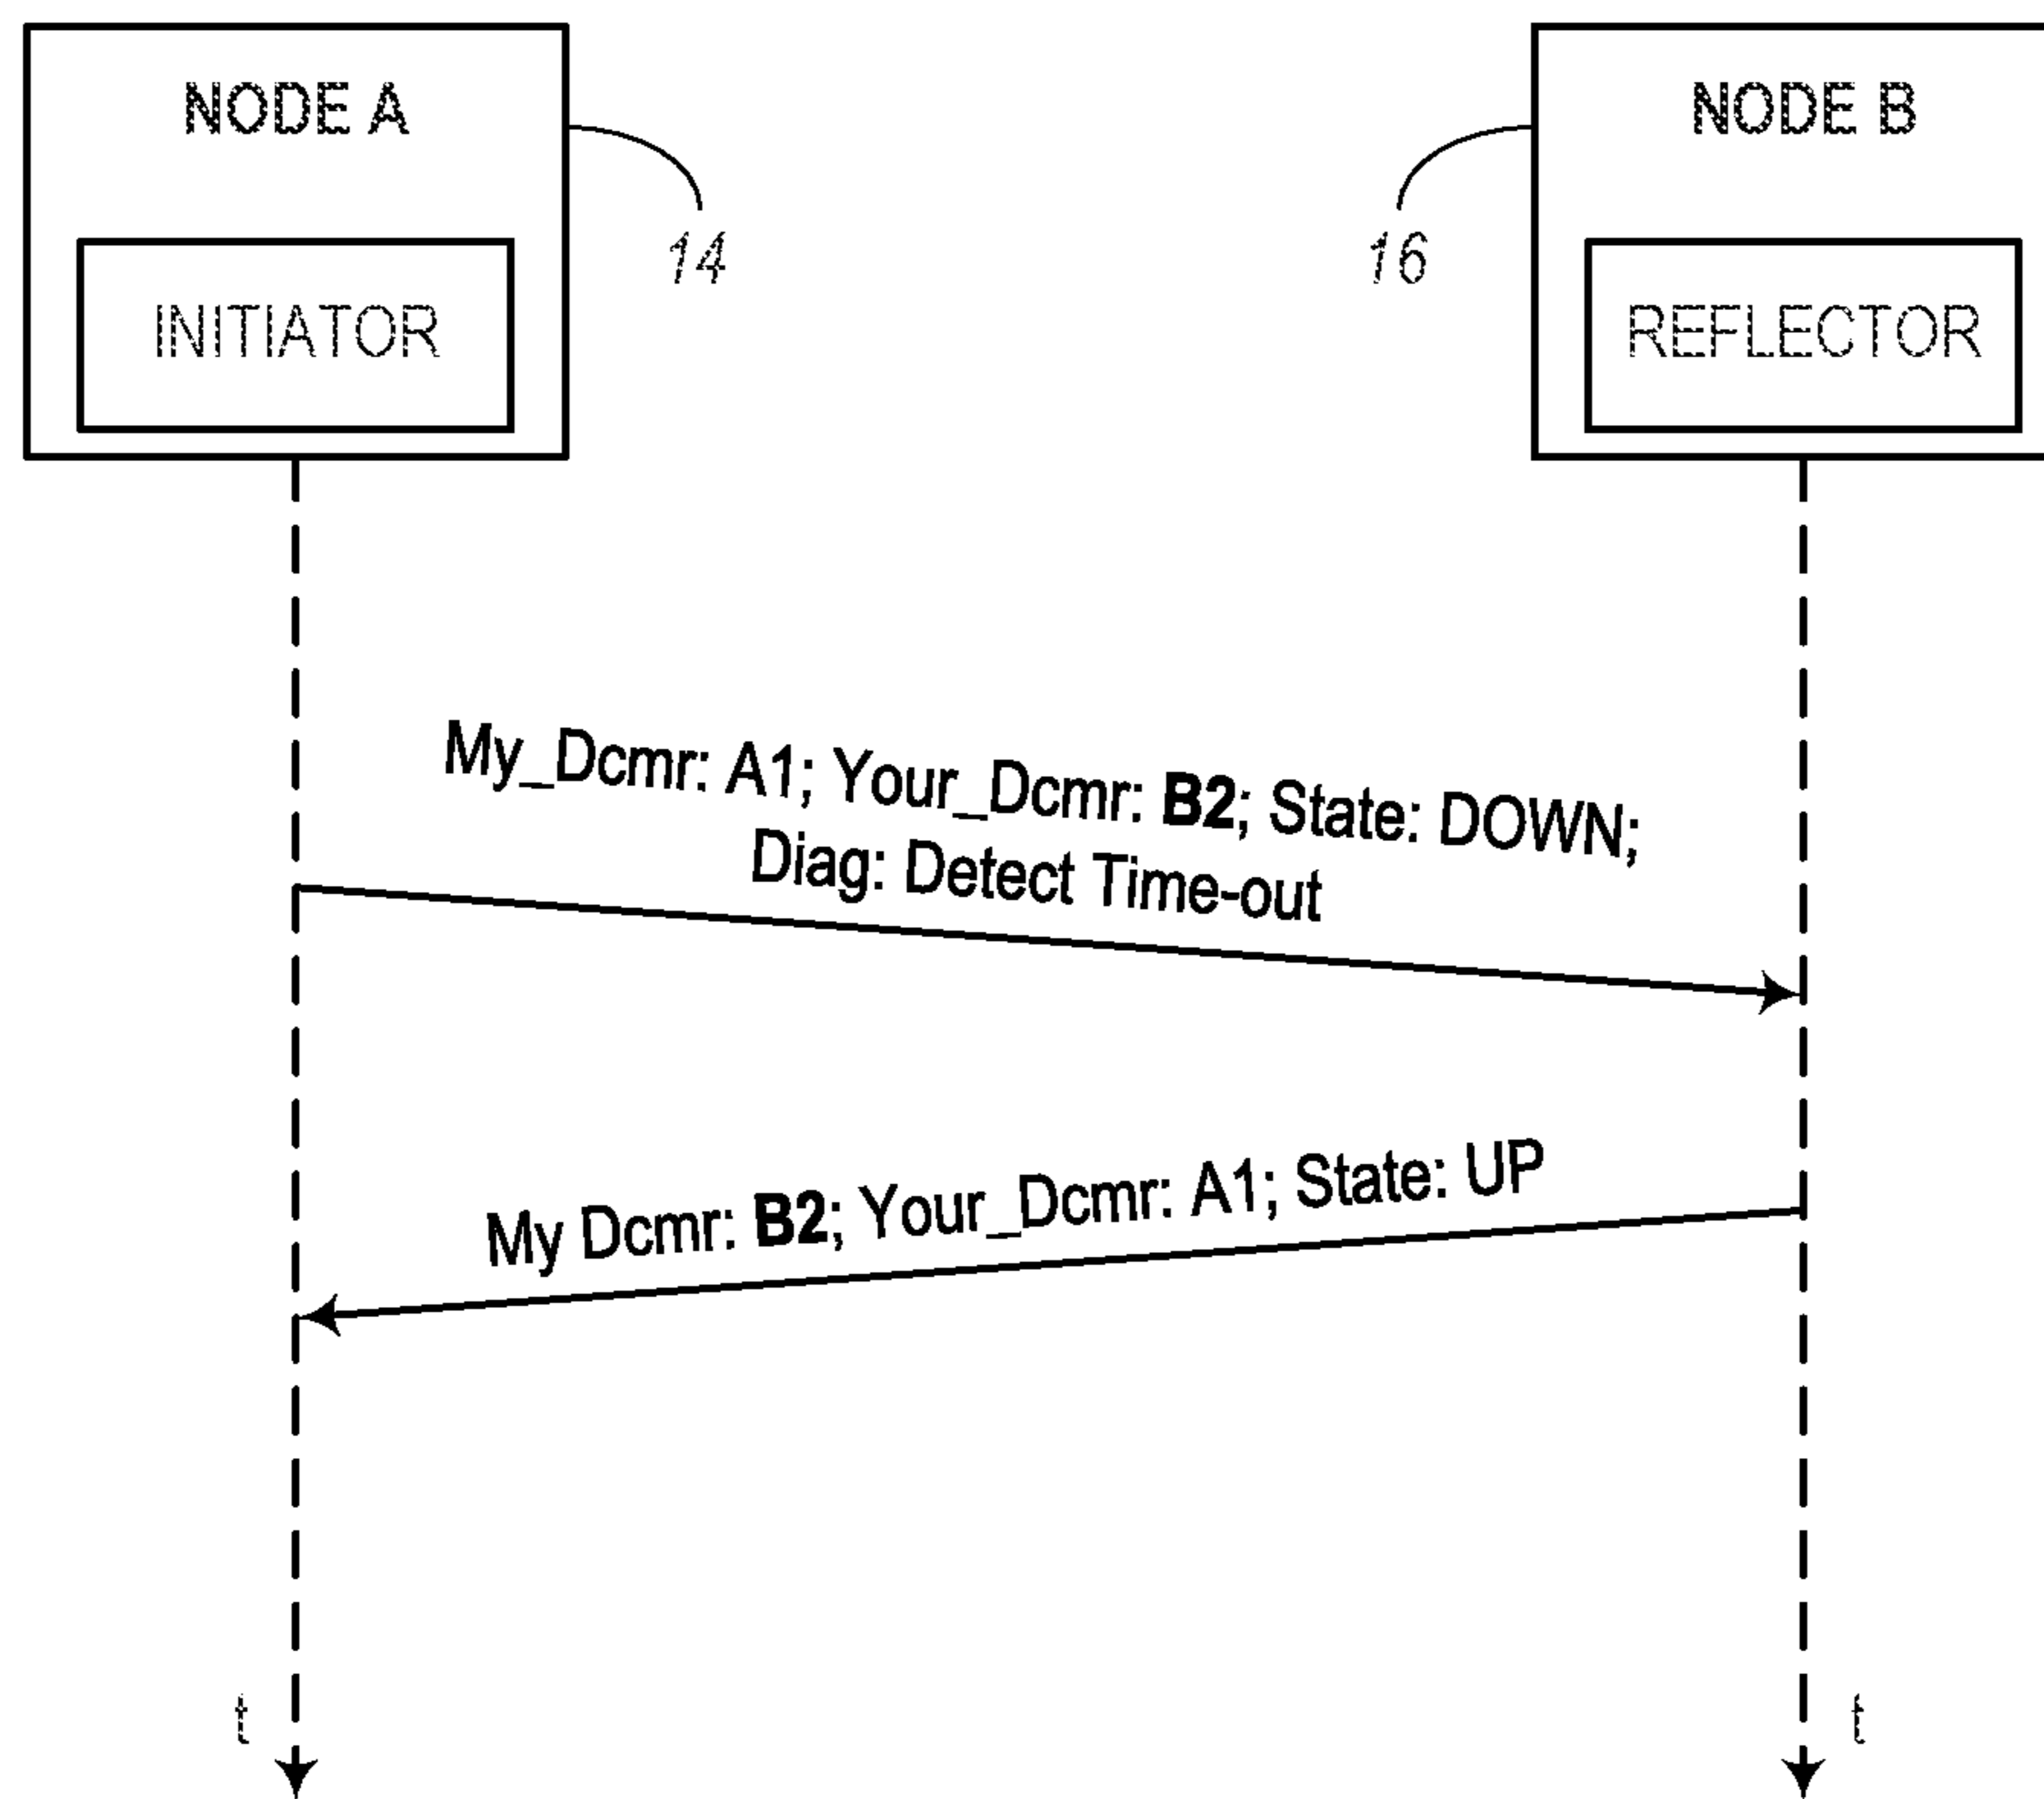 NODE A
NODE B
14
16
INITIATOR
REFLECTOR
My_Dcmr: A1; Your_Dcmr: B2; State: DOWN;
Diag: Detect Time-out
My Dcmr: B2; Your_Dcmr: A1; State: UP
t
t